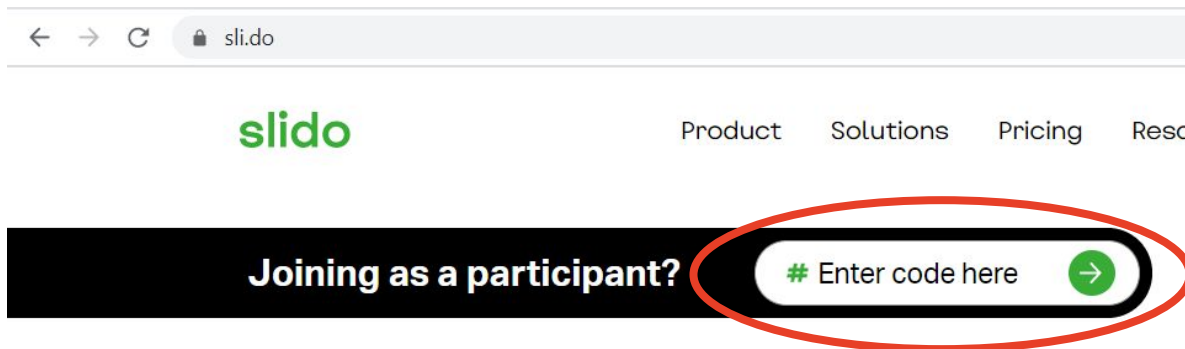 sli.do
slido
Product Solutions Pricing
Joining as a participant? # Enter code here